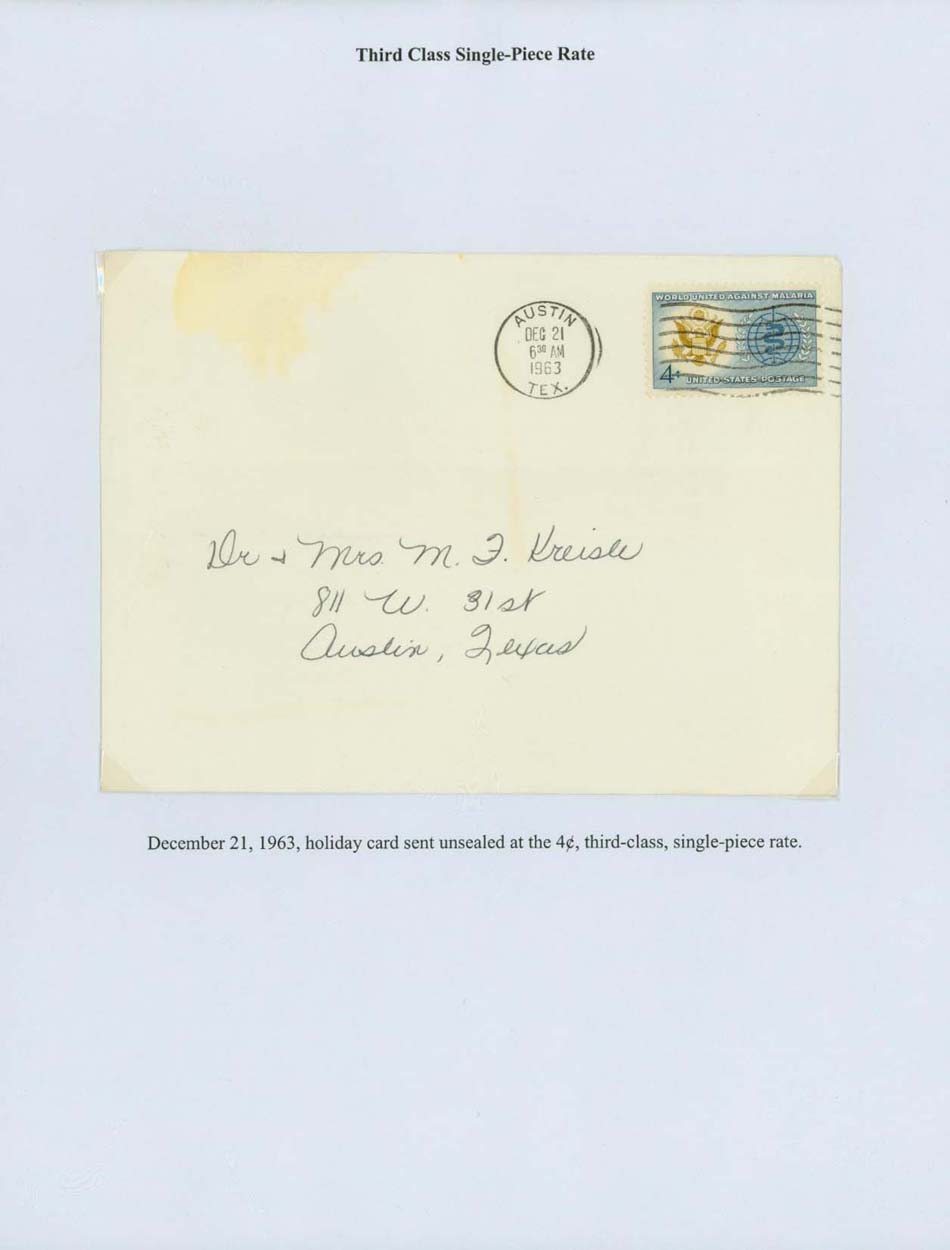 Third Class Single-Piece Rate
AUSTIN
DEC 21
6 30 AM
1963
TEX.
WORLD UNITED AGAINST MALARIA
4¢ UNITED STATES POSTAGE
Dr & Mrs. M. F. Kreisle
811 W. 31st
Austin, Texas
December 21, 1963, holiday card sent unsealed at the 4¢, third-class, single-piece rate.